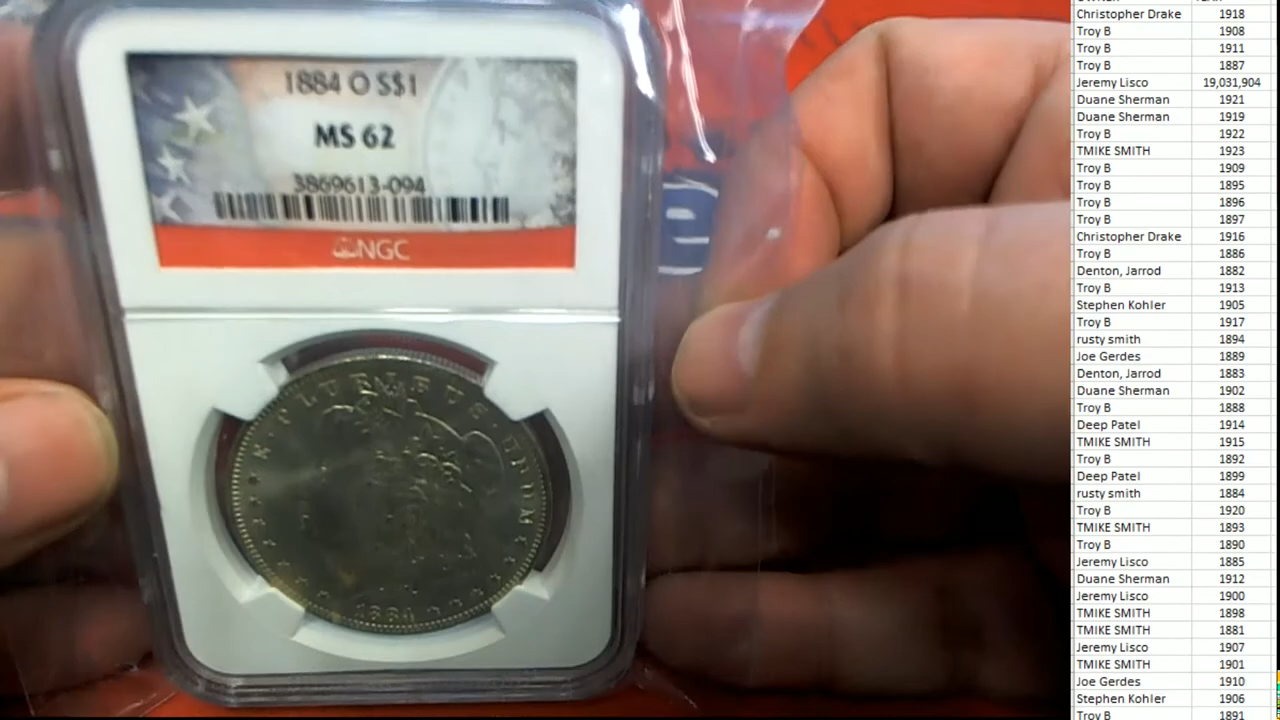 1884 O S$1
MS 62
3869613-094
NGC
e
E·PLURIBUS·UNUM
1884
Christopher Drake 1918
Troy B 1908
Troy B 1911
Troy B 1887
Jeremy Lisco 19,031,904
Duane Sherman 1921
Duane Sherman 1919
Troy B 1922
TMIKE SMITH 1923
Troy B 1909
Troy B 1895
Troy B 1896
Troy B 1897
Christopher Drake 1916
Troy B 1886
Denton, Jarrod 1882
Troy B 1913
Stephen Kohler 1905
Troy B 1917
rusty smith 1894
Joe Gerdes 1889
Denton, Jarrod 1883
Duane Sherman 1902
Troy B 1888
Deep Patel 1914
TMIKE SMITH 1915
Troy B 1892
Deep Patel 1899
rusty smith 1884
Troy B 1920
TMIKE SMITH 1893
Troy B 1890
Jeremy Lisco 1885
Duane Sherman 1912
Jeremy Lisco 1900
TMIKE SMITH 1898
TMIKE SMITH 1881
Jeremy Lisco 1907
TMIKE SMITH 1901
Joe Gerdes 1910
Stephen Kohler 1906
Troy B 1891